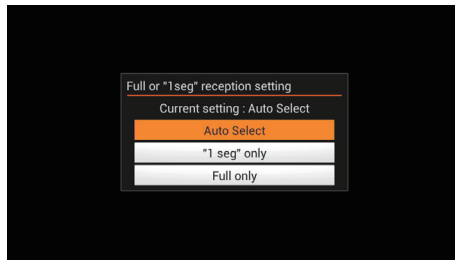 Full or "1seg" reception setting
Current setting : Auto Select
Auto Select
"1 seg" only
Full only